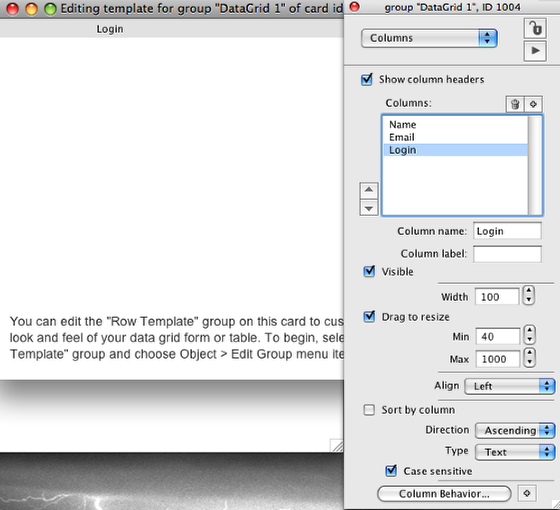 Editing template for group "DataGrid 1" of card id
Login
You can edit the "Row Template" group on this card to cus
look and feel of your data grid form or table. To begin, sele
Template" group and choose Object > Edit Group menu ite
group "DataGrid 1", ID 1004
Columns
Show column headers
Columns:
Name
Email
Login
Column name: Login
Column label:
Visible
Width 100
Drag to resize
Min 40
Max 1000
Align Left
Sort by column
Direction Ascending
Type Text
Case sensitive
Column Behavior...